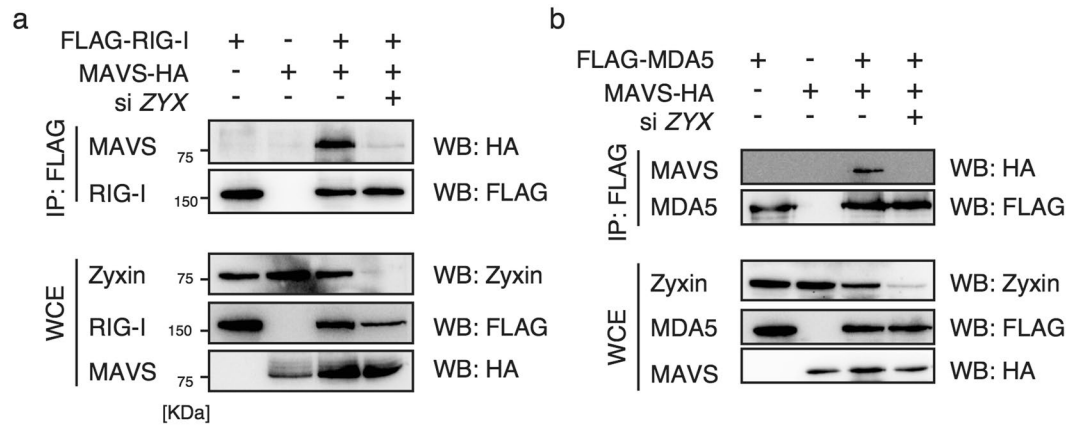 a
FLAG-RIG-I + - + +
MAVS-HA - + + +
si ZYX - - - +
IP: FLAG
MAVS 75 WB: HA
RIG-I 150 WB: FLAG
WCE
Zyxin 75 WB: Zyxin
RIG-I 150 WB: FLAG
MAVS 75 WB: HA
[KDa]
b
FLAG-MDA5 + - + +
MAVS-HA - + + +
si ZYX - - - +
IP: FLAG
MAVS WB: HA
MDA5 WB: FLAG
WCE
Zyxin WB: Zyxin
MDA5 WB: FLAG
MAVS WB: HA